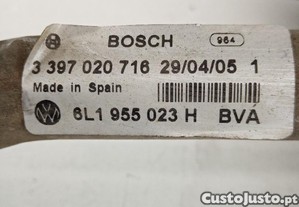 BOSCH 964
3 397 020 716 29/04/05 1
Made in Spain
6L1 955 023 H BVA
CustoJusto.pt